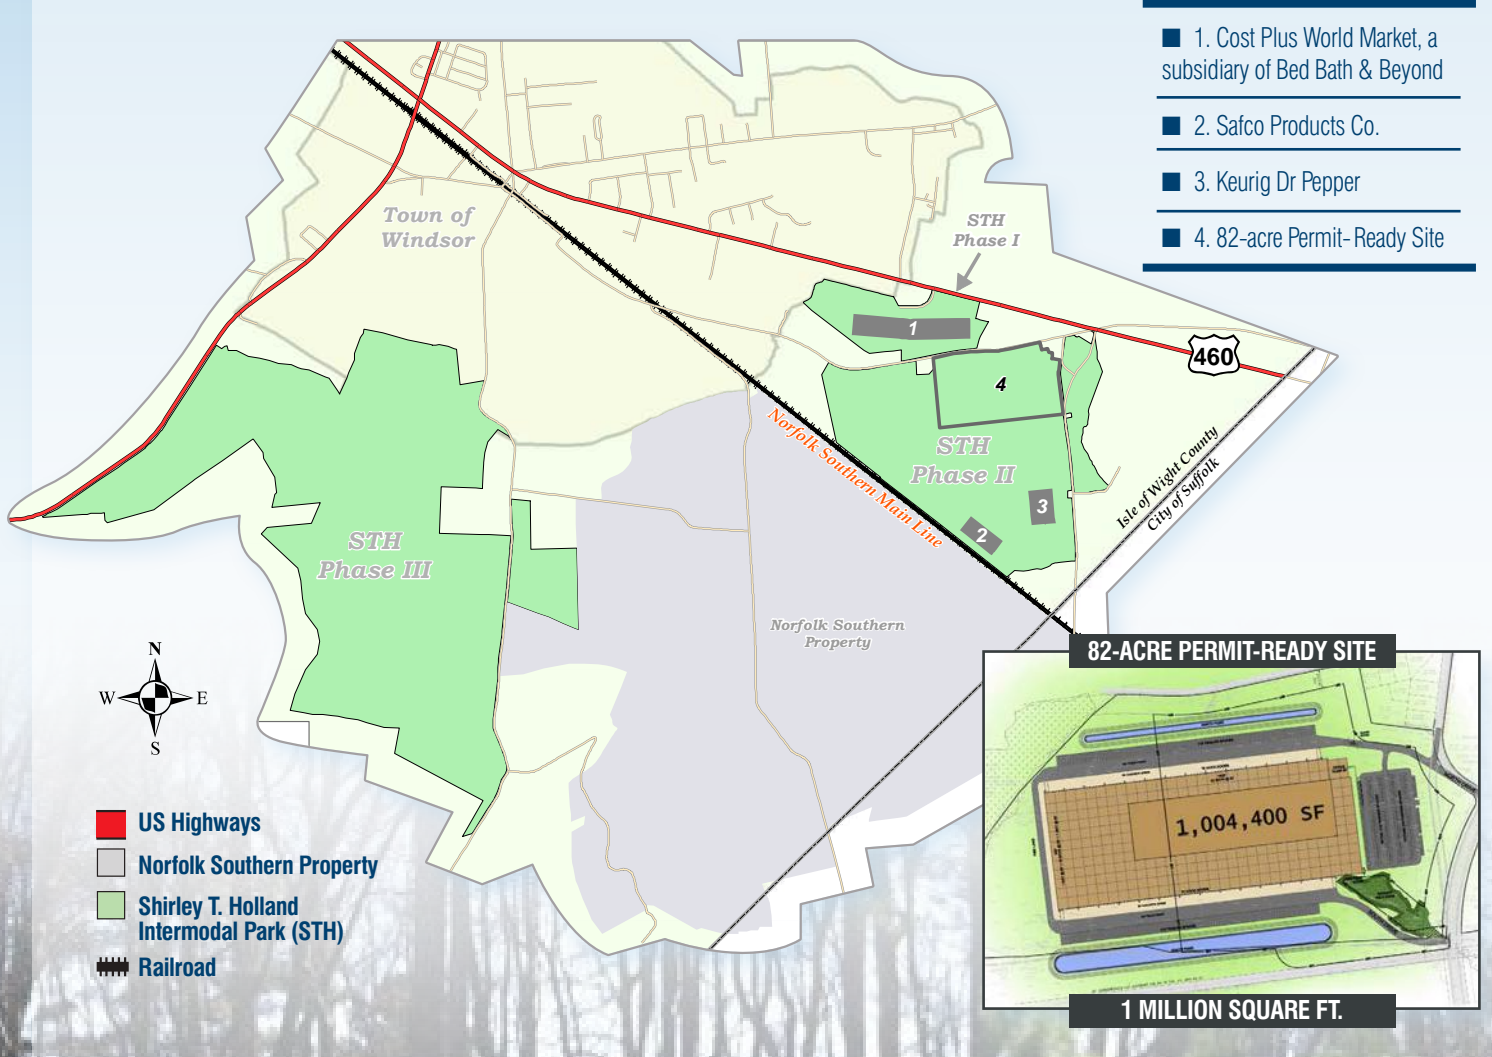 ■ 1. Cost Plus World Market, a
subsidiary of Bed Bath & Beyond
■ 2. Safco Products Co.
■ 3. Keurig Dr Pepper
■ 4. 82-acre Permit-Ready Site
Town of
Windsor
STH
Phase I
1
460
4
STH
Phase II
3
2
Norfolk Southern Main Line
Isle of Wight County
City of Suffolk
STH
Phase III
Norfolk Southern
Property
N
W E
S
US Highways
Norfolk Southern Property
Shirley T. Holland
Intermodal Park (STH)
Railroad
82-ACRE PERMIT-READY SITE
1,004,400 SF
1 MILLION SQUARE FT.